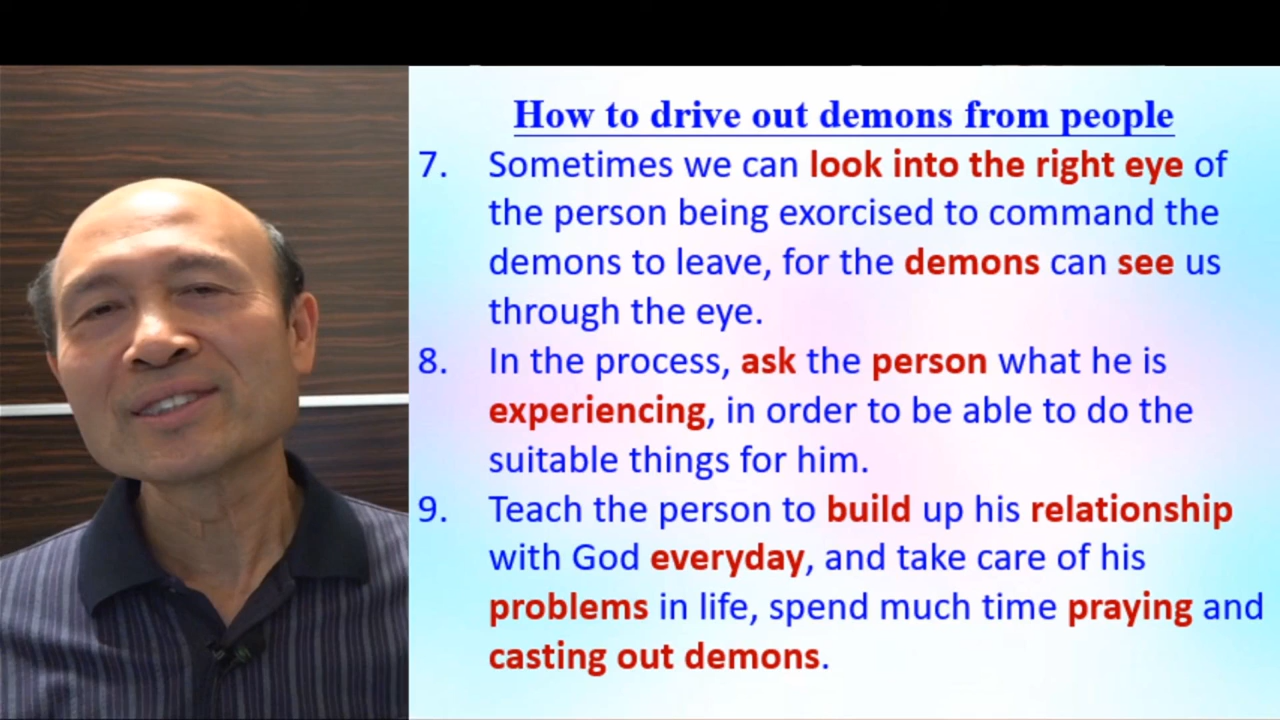 How to drive out demons from people
7. Sometimes we can look into the right eye of
the person being exorcised to command the
demons to leave, for the demons can see us
through the eye.
8. In the process, ask the person what he is
experiencing, in order to be able to do the
suitable things for him.
9. Teach the person to build up his relationship
with God everyday, and take care of his
problems in life, spend much time praying and
casting out demons.